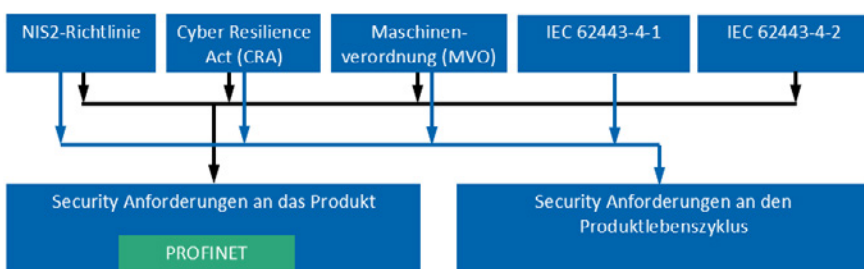 NIS2-Richtlinie
Cyber Resilience
Act (CRA)
Maschinen-
verordnung (MVO)
IEC 62443-4-1
IEC 62443-4-2
Security Anforderungen an das Produkt
PROFINET
Security Anforderungen an den
Produktlebenszyklus